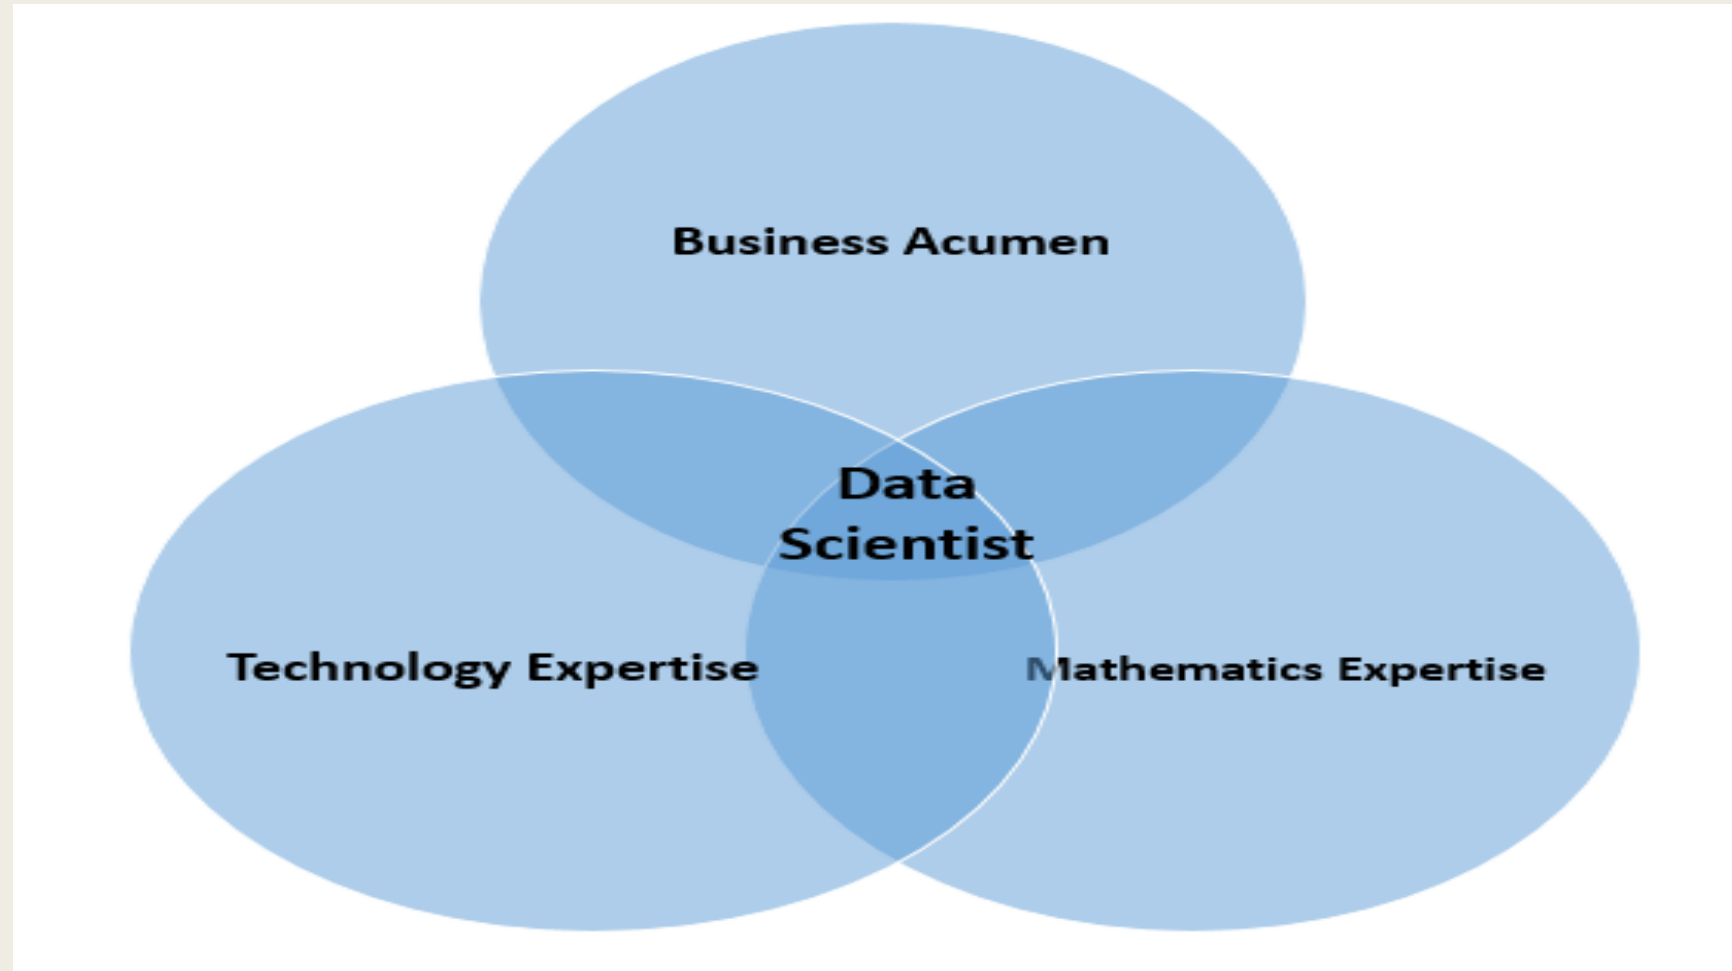 Business Acumen
Data
Scientist
Technology Expertise
Mathematics Expertise